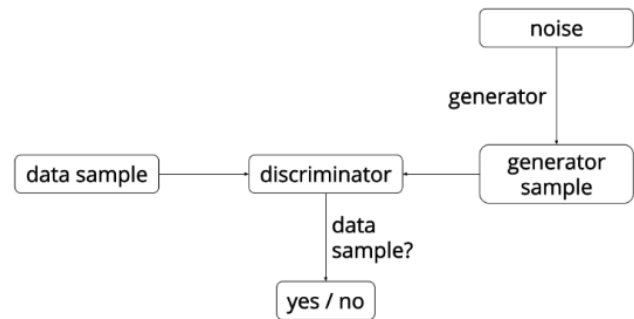 noise
generator
data sample
discriminator
generator
sample
data
sample?
yes / no